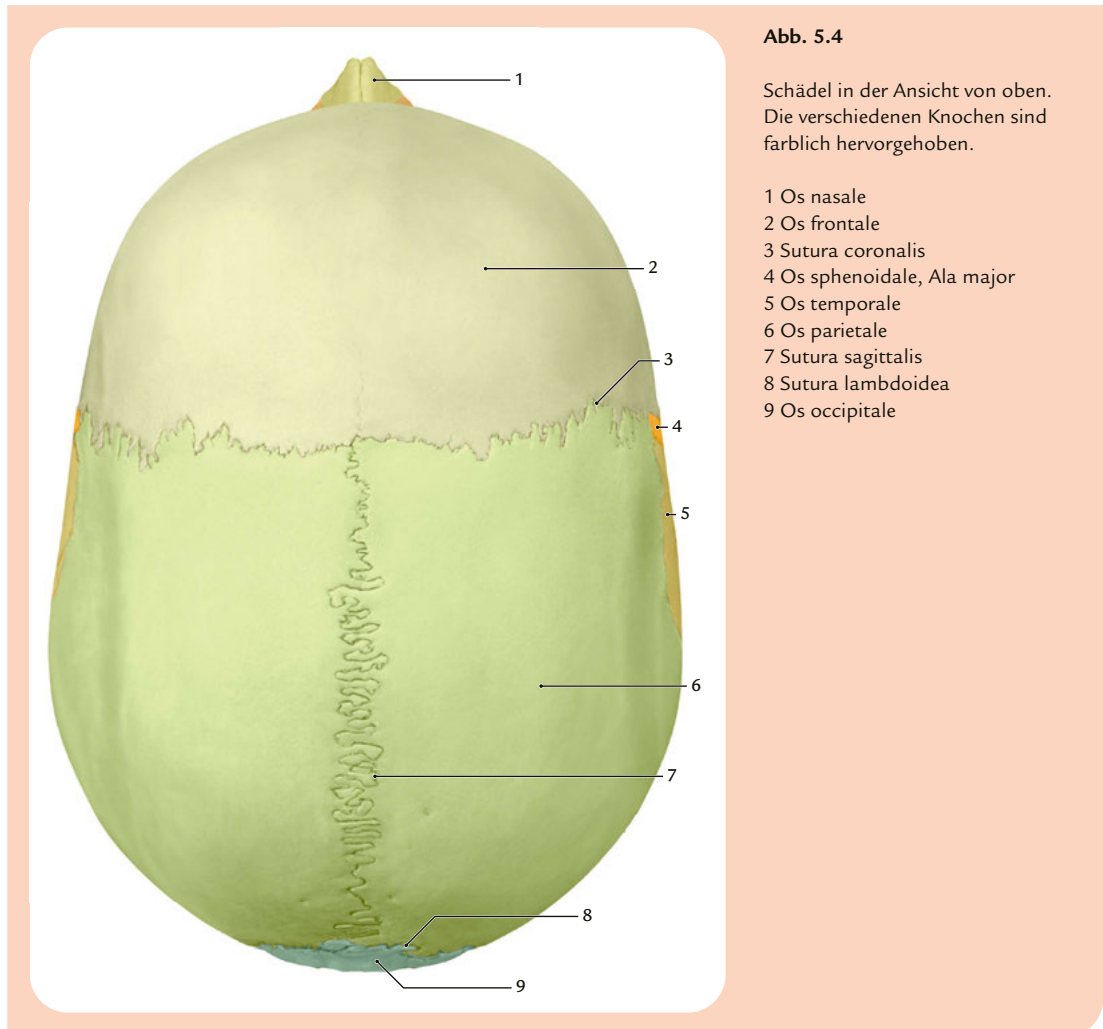 Abb. 5.4
Schädel in der Ansicht von oben.
Die verschiedenen Knochen sind
farblich hervorgehoben.
1 Os nasale
2 Os frontale
3 Sutura coronalis
4 Os sphenoidale, Ala major
5 Os temporale
6 Os parietale
7 Sutura sagittalis
8 Sutura lambdoidea
9 Os occipitale
1
2
3
4
5
6
7
8
9